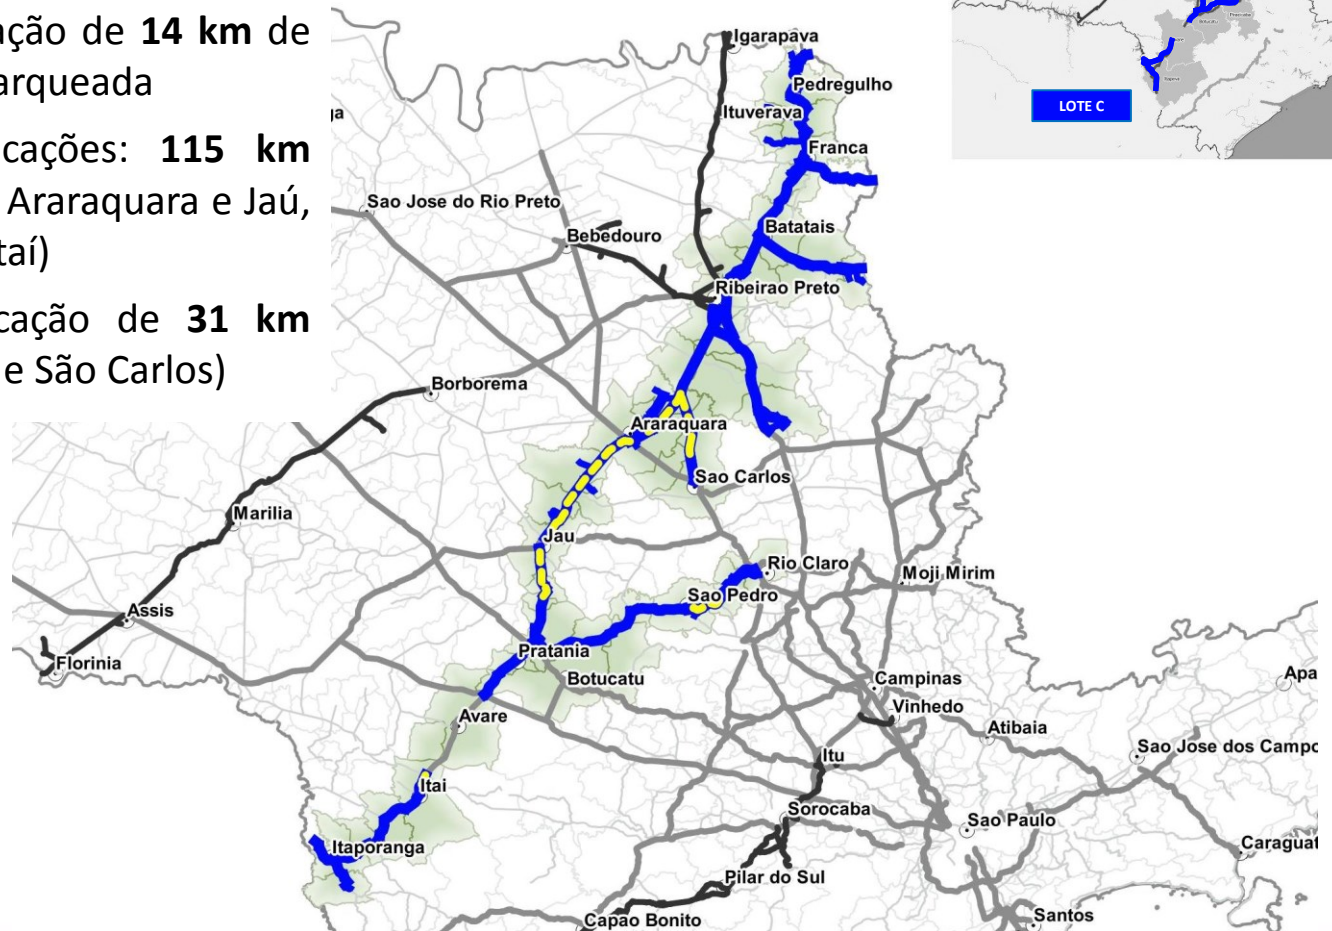 ação de 14 km de
arqueada
cações: 115 km
Araraquara e Jaú,
taí)
cação de 31 km
e São Carlos)
LOTE C
Igarapava
Pedregulho
Ituverava
ga
Franca
Sao Jose do Rio Preto
Batatais
Bebedouro
Ribeirao Preto
Borborema
Araraquara
Sao Carlos
Marilia
Jau
Rio Claro
Moji Mirim
Sao Pedro
Assis
Pratania
Florinia
Botucatu
Campinas
Apa
Vinhedo
Avare
Atibaia
Sao Jose dos Campo
Itu
Itai
Sorocaba
Sao Paulo
Itaporanga
Caraguat
Pilar do Sul
Capao Bonito
Santos